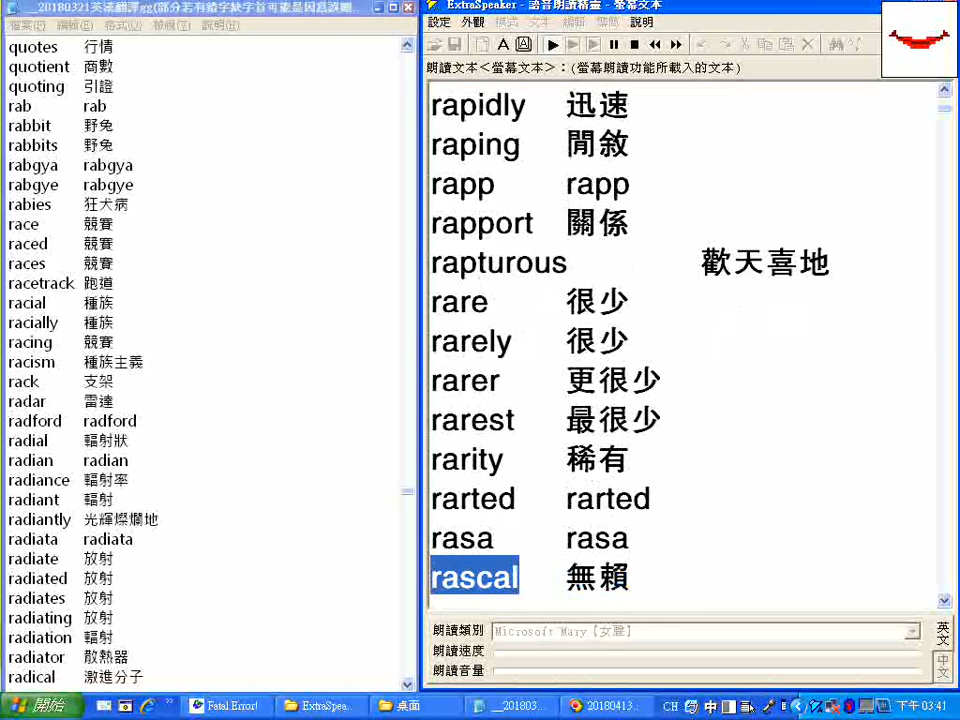 __20180321英漢翻譯gg(部分若有錯字缺字首可能是因為誤繼...
檔案(F) 編輯(E) 格式(O) 檢視(V) 說明(H)
quotes 行情
quotient 商數
quoting 引證
rab rab
rabbit 野兔
rabbits 野兔
rabgya rabgya
rabgye rabgye
rabies 狂犬病
race 競賽
raced 競賽
races 競賽
racetrack 跑道
racial 種族
racially 種族
racing 競賽
racism 種族主義
rack 支架
radar 雷達
radford radford
radial 輻射狀
radian radian
radiance 輻射率
radiant 輻射
radiantly 光輝燦爛地
radiata radiata
radiate 放射
radiated 放射
radiates 放射
radiating 放射
radiation 輻射
radiator 散熱器
radical 激進分子
ExtraSpeaker - 語音朗讀精靈 - 螢幕文本
設定 外觀 模式 文本 編輯 繁簡 說明
朗讀文本<螢幕文本>：(螢幕朗讀功能所載入的文本)
rapidly 迅速
raping 閒敘
rapp rapp
rapport 關係
rapturous 歡天喜地
rare 很少
rarely 很少
rarer 更很少
rarest 最很少
rarity 稀有
rarted rarted
rasa rasa
rascal 無賴
朗讀類別 Microsoft Mary【女聲】
朗讀速度
朗讀音量
英文
中文
開始 Fatal Error! ExtraSpea... 桌面 __201803... 20180413... CH 中 下午 03:41